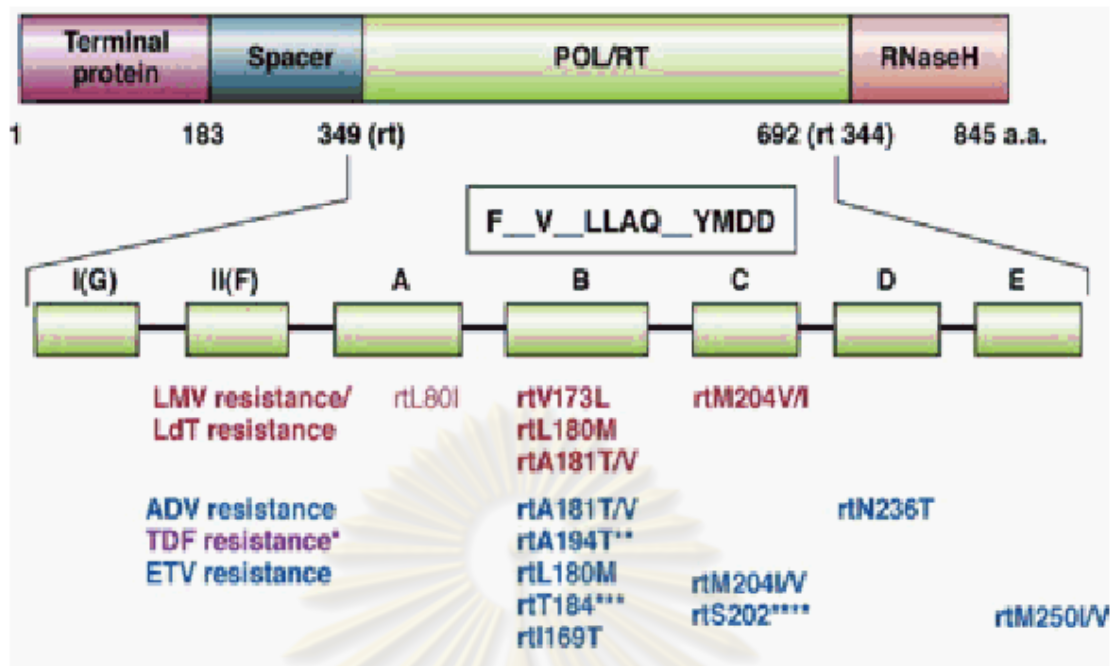 Terminal protein Spacer POL/RT RNaseH
1 183 349 (rt) 692 (rt 344) 845 a.a.
F__V__LLAQ__YMDD
I(G) II(F) A B C D E
LMV resistance/ rtL80I rtV173L rtM204V/I
LdT resistance rtL180M
rtA181T/V
ADV resistance rtA181T/V rtN236T
TDF resistance* rtA194T**
ETV resistance rtL180M rtM204I/V
rtT184*** rtS202****
rtI169T rtM250I/V